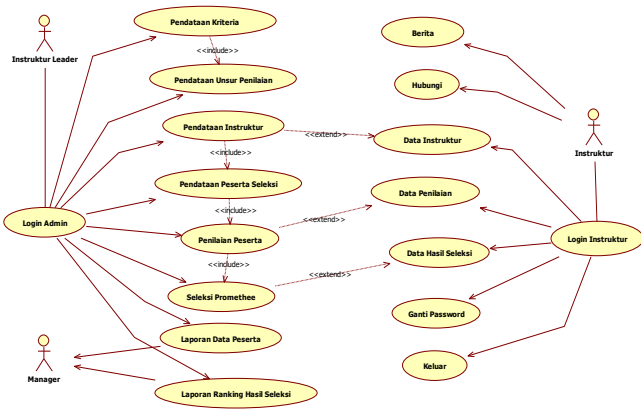 Pendataan Kriteria
Instruktur Leader
<<include>>
Pendataan Unsur Penilaian
Pendataan Instruktur
<<extend>>
<<include>>
Pendataan Peserta Seleksi
<<include>>
Login Admin
Penilaian Peserta
<<extend>>
<<include>>
<<extend>>
Seleksi Promethee
Laporan Data Peserta
Manager
Laporan Ranking Hasil Seleksi
Berita
Hubungi
Instruktur
Data Instruktur
Data Penilaian
Login Instruktur
Data Hasil Seleksi
Ganti Password
Keluar